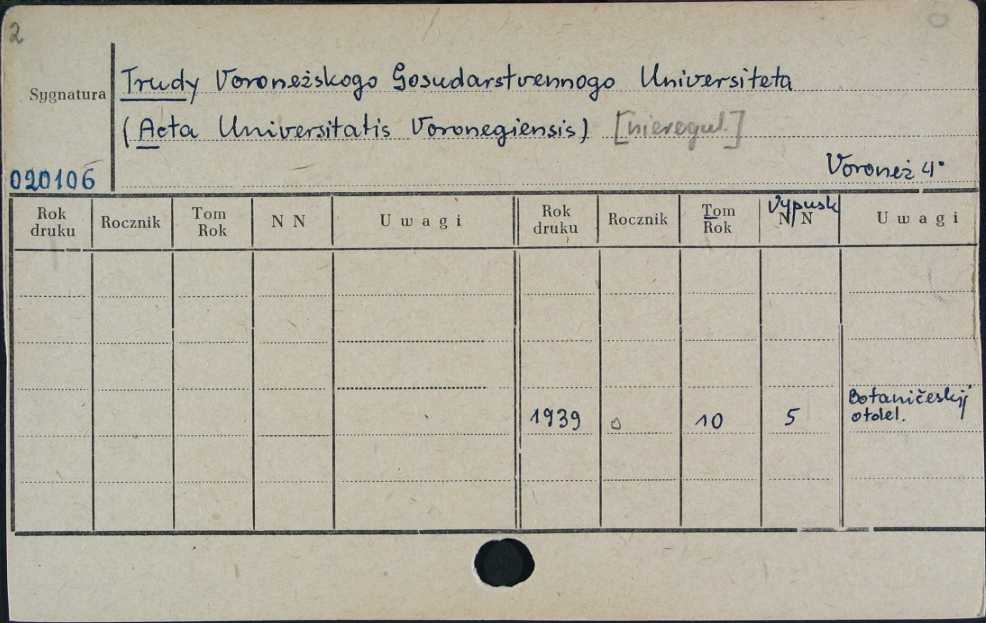 2
Sygnatura
Trudy Voronežskogo Gosudarstvennogo Universiteta
(Acta Universitatis Voronegiensis) [nieregul.]
020106
Voronež 4°
Rok druku Rocznik Tom Rok N N Uwagi Rok druku Rocznik Tom Rok Vypusk N N Uwagi
1939 10 5 Botaničeskij otdel.